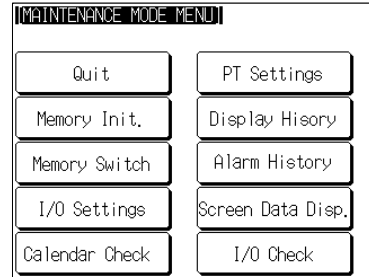 [MAINTENANCE MODE MENU]
Quit
PT Settings
Memory Init.
Display Hisory
Memory Switch
Alarm History
I/O Settings
Screen Data Disp.
Calendar Check
I/O Check